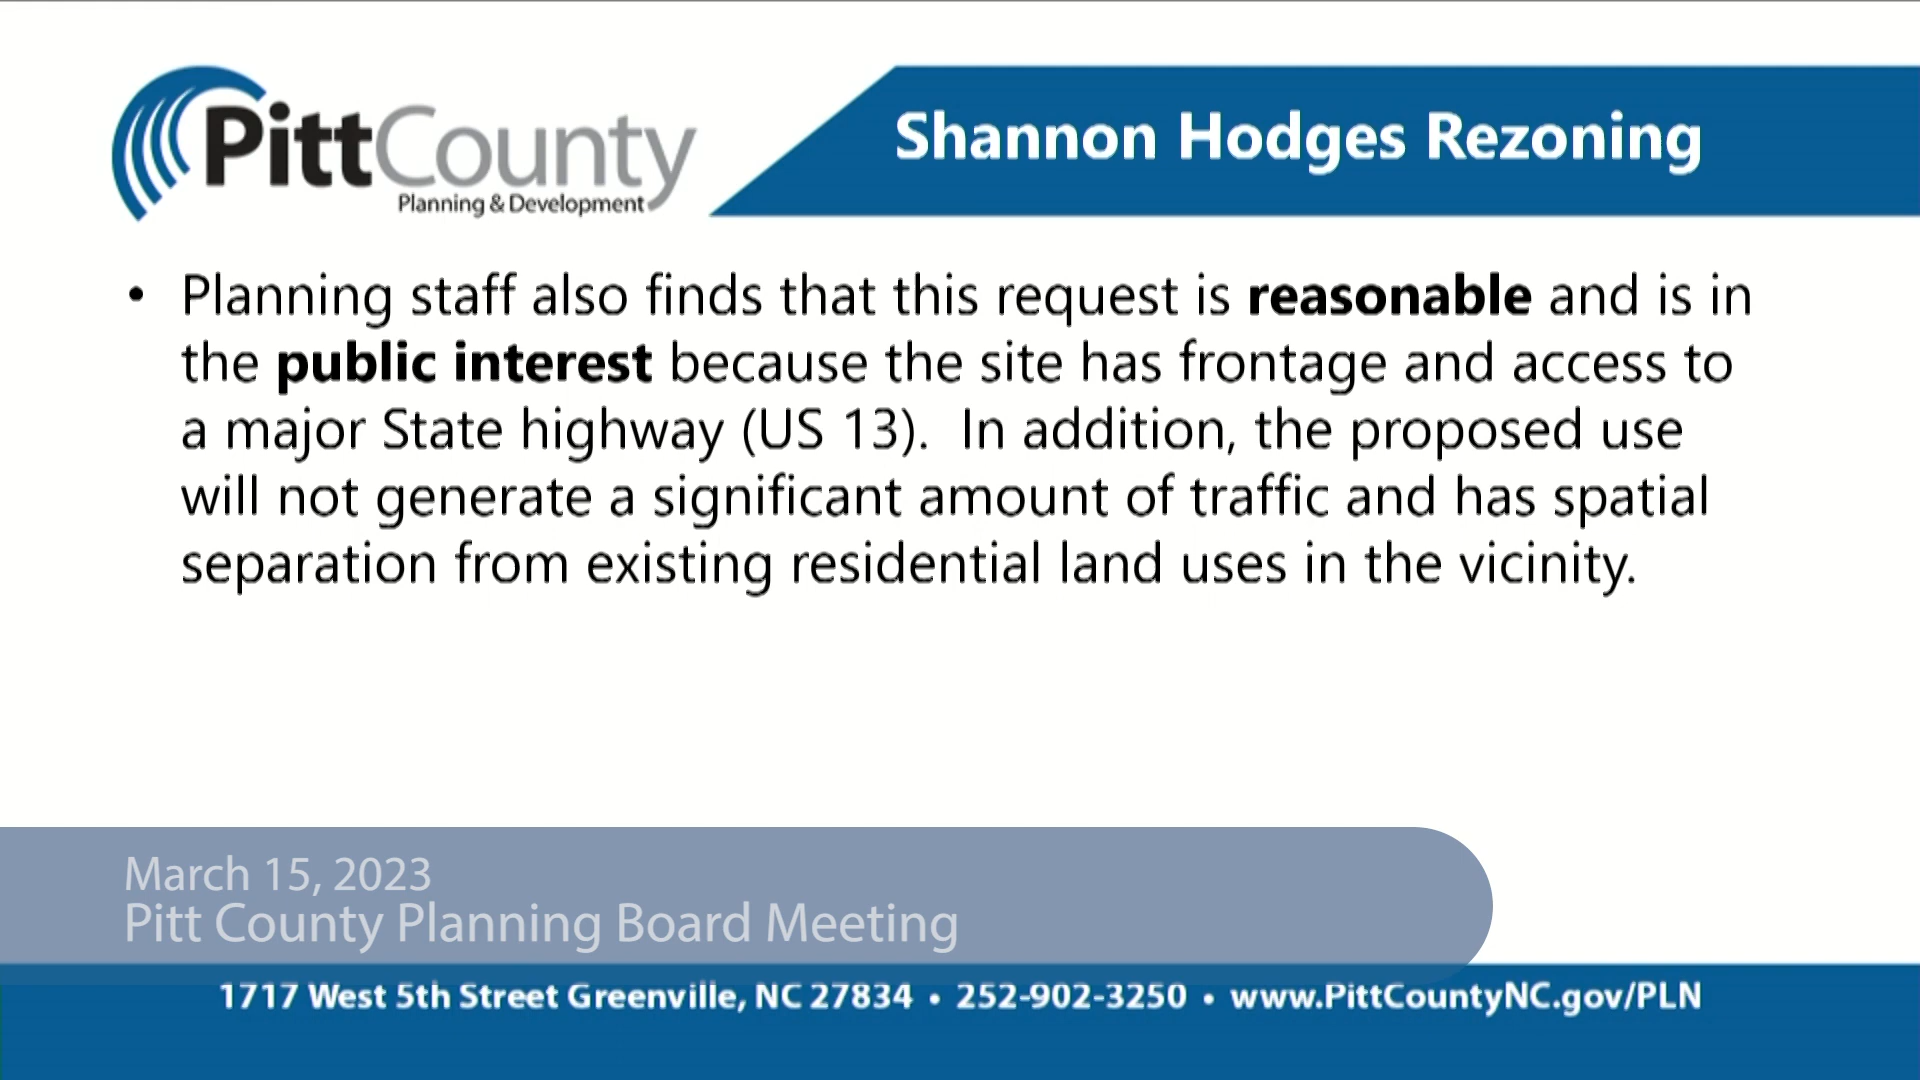 PittCounty
Planning & Development
Shannon Hodges Rezoning
• Planning staff also finds that this request is reasonable and is in
the public interest because the site has frontage and access to
a major State highway (US 13).  In addition, the proposed use
will not generate a significant amount of traffic and has spatial
separation from existing residential land uses in the vicinity.
March 15, 2023
Pitt County Planning Board Meeting
1717 West 5th Street Greenville, NC 27834 • 252-902-3250 • www.PittCountyNC.gov/PLN